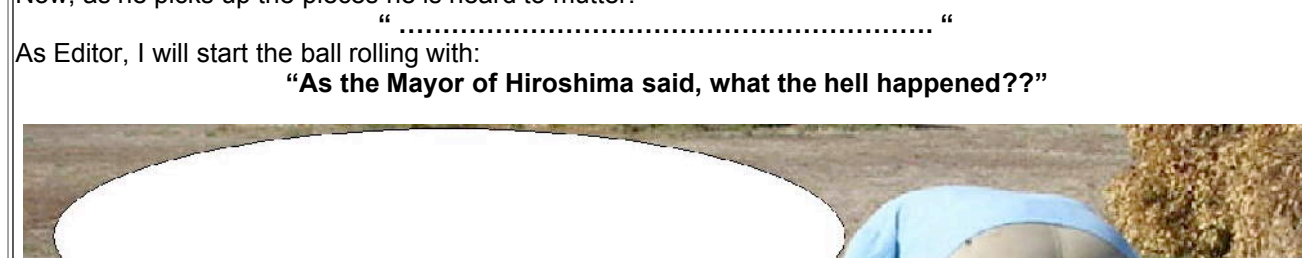 Now, as he picks up the pieces he is heard to mutter:
“ ……………………………………………………. “
As Editor, I will start the ball rolling with:
“As the Mayor of Hiroshima said, what the hell happened??”